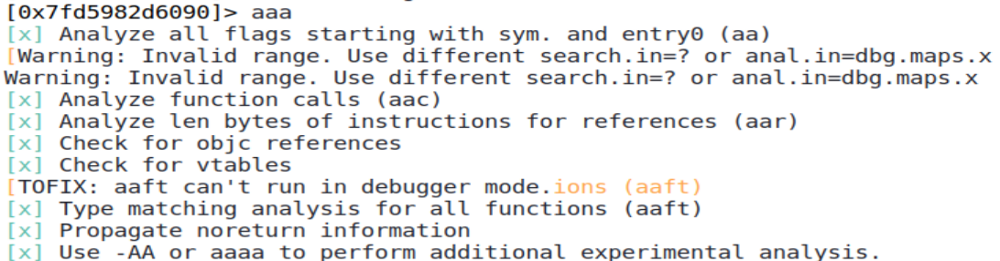 [0x7fd5982d6090]> aaa
[x] Analyze all flags starting with sym. and entry0 (aa)
[Warning: Invalid range. Use different search.in=? or anal.in=dbg.maps.x
Warning: Invalid range. Use different search.in=? or anal.in=dbg.maps.x
[x] Analyze function calls (aac)
[x] Analyze len bytes of instructions for references (aar)
[x] Check for objc references
[x] Check for vtables
[TOFIX: aaft can't run in debugger mode.ions (aaft)
[x] Type matching analysis for all functions (aaft)
[x] Propagate noreturn information
[x] Use -AA or aaaa to perform additional experimental analysis.